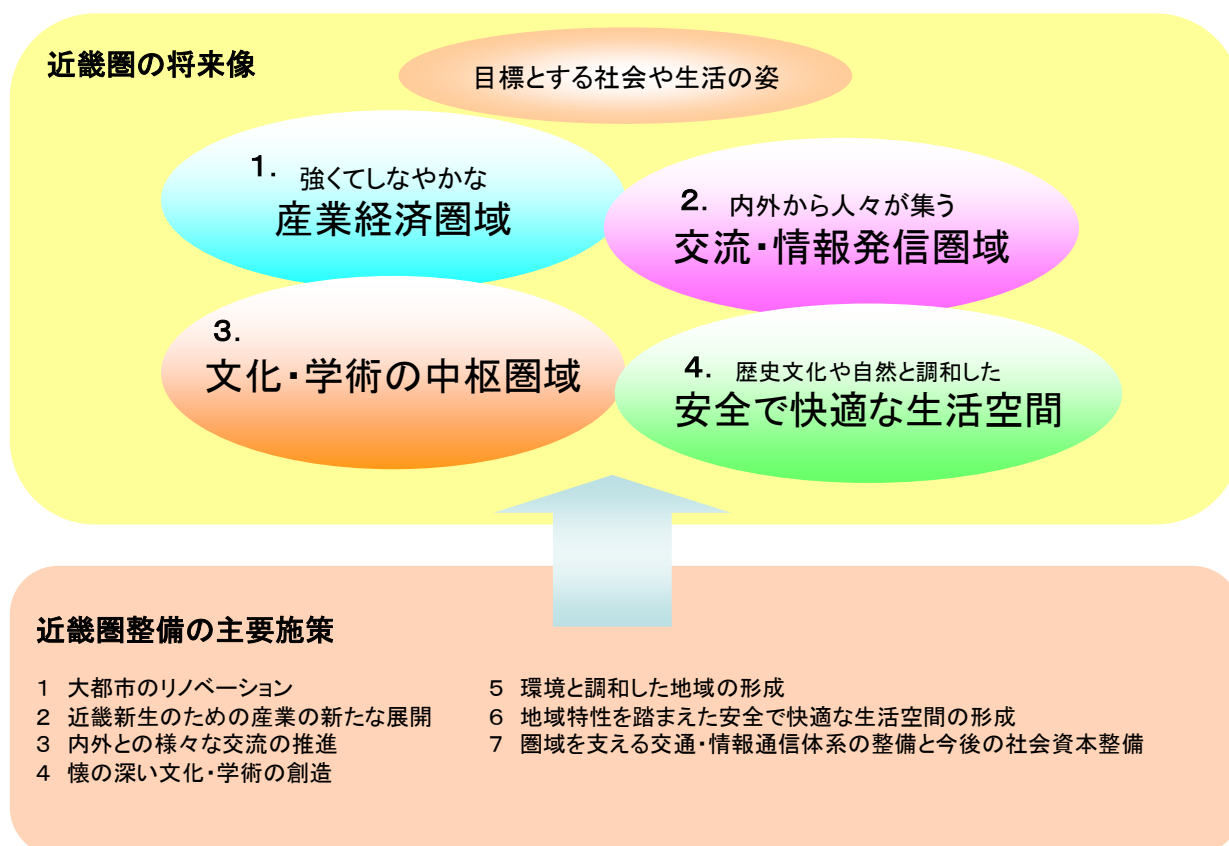 近畿圏の将来像
目標とする社会や生活の姿
1. 強くてしなやかな
産業経済圏域
2. 内外から人々が集う
交流・情報発信圏域
3.
文化・学術の中枢圏域
4. 歴史文化や自然と調和した
安全で快適な生活空間
近畿圏整備の主要施策
1 大都市のリノベーション
2 近畿新生のための産業の新たな展開
3 内外との様々な交流の推進
4 懐の深い文化・学術の創造
5 環境と調和した地域の形成
6 地域特性を踏まえた安全で快適な生活空間の形成
7 圏域を支える交通・情報通信体系の整備と今後の社会資本整備